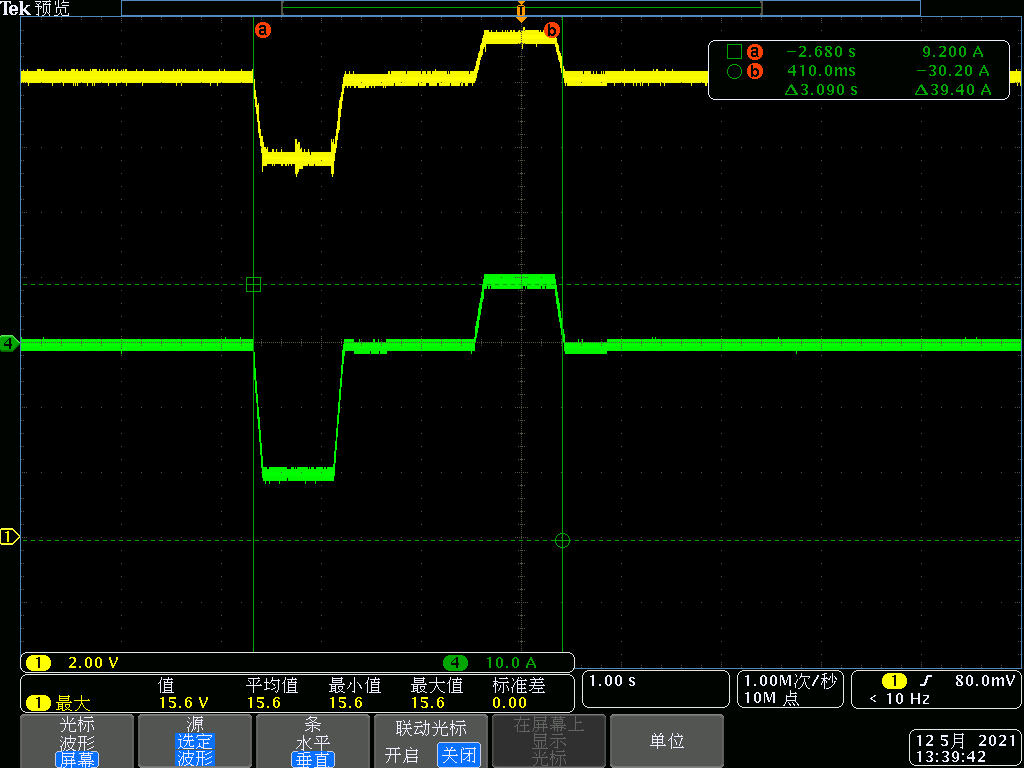 Tek 预览
T
a
b
a −2.680 s 9.200 A
b 410.0ms −30.20 A
Δ3.090 s Δ39.40 A
4
1
1 2.00 V 4 10.0 A
值 平均值 最小值 最大值 标准差
1 最大 15.6 V 15.6 15.6 15.6 0.00
1.00 s
1.00M次/秒
10M 点
1 80.0mV
< 10 Hz
光标
波形
屏幕
源
选定
波形
条
水平
垂直
联动光标
开启 关闭
在屏幕上
显示
光标
单位
12 5月 2021
13:39:42